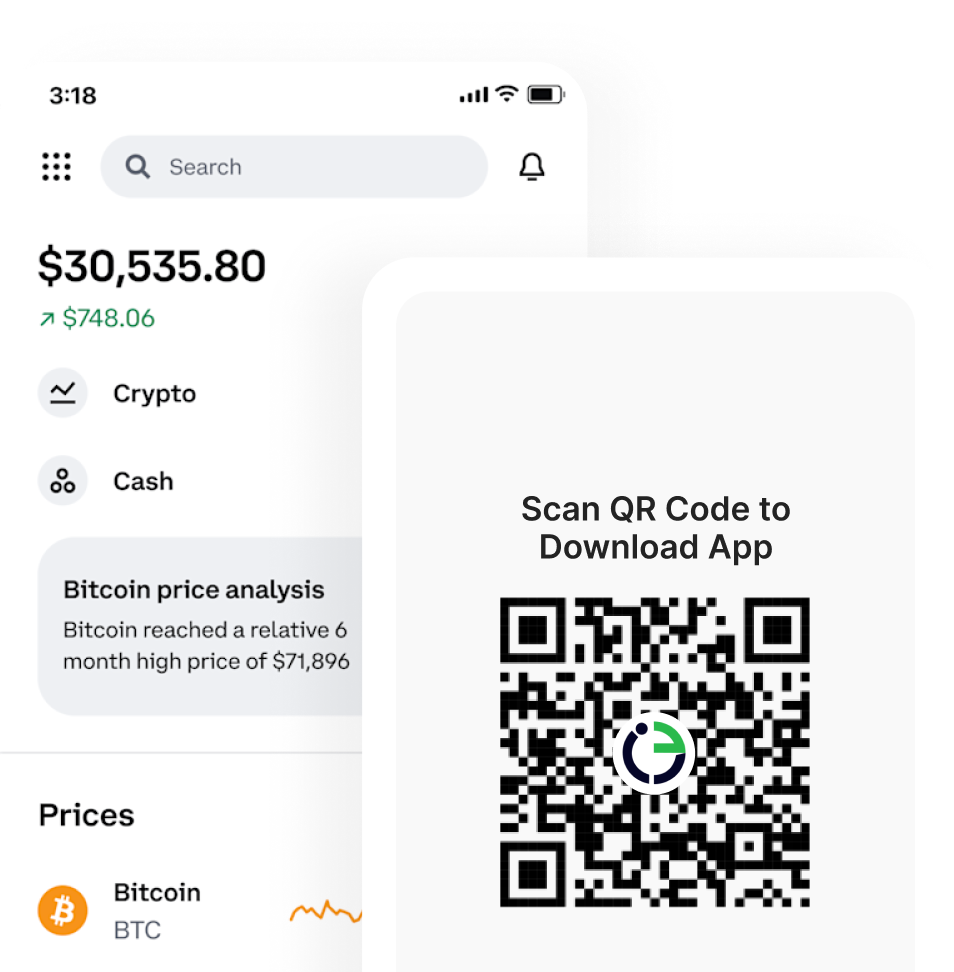 3:18
Search
$30,535.80
$748.06
Crypto
Cash
Bitcoin price analysis
Bitcoin reached a relative 6
month high price of $71,896
Prices
Bitcoin
BTC
Scan QR Code to
Download App